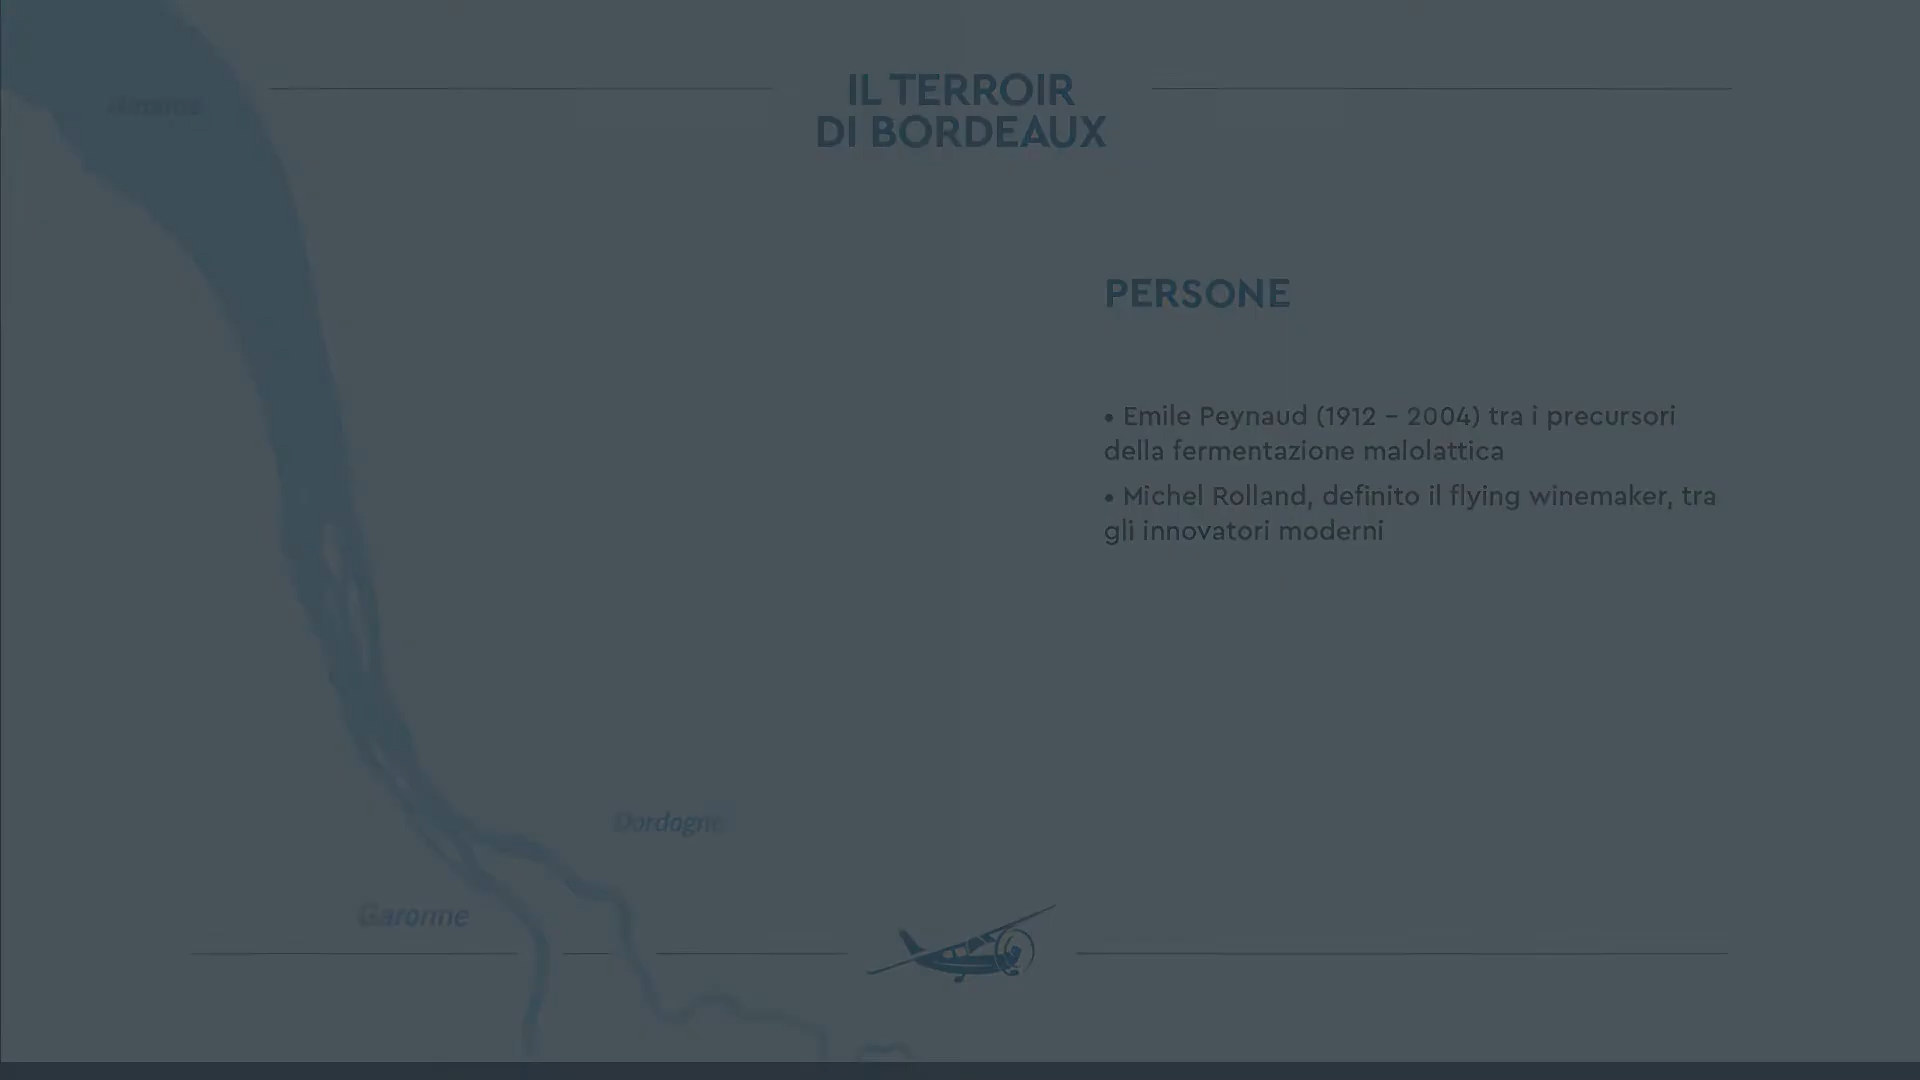 IL TERROIR
DI BORDEAUX
PERSONE
• Emile Peynaud (1912 – 2004) tra i precursori
della fermentazione malolattica
• Michel Rolland, definito il flying winemaker, tra
gli innovatori moderni
Dordogne
Garonne